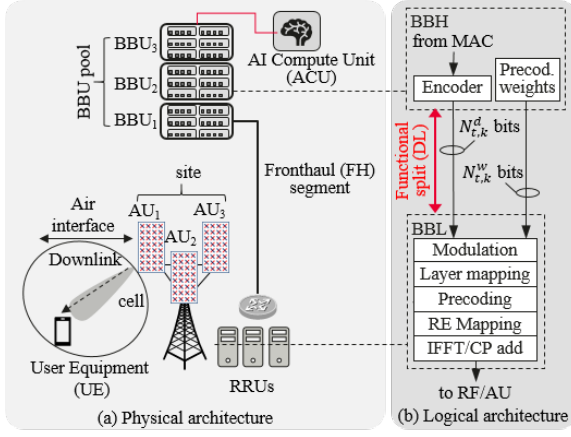 BBU pool
BBU3
BBU2
BBU1
AI Compute Unit
(ACU)
Fronthaul (FH)
segment
site
Air
interface
AU1
AU2
AU3
Downlink
cell
User Equipment
(UE)
RRUs
(a) Physical architecture
BBH
from MAC
Encoder
Precod.
weights
Functional
split (DL)
N^d_{t,k} bits
N^w_{t,k} bits
BBL
Modulation
Layer mapping
Precoding
RE Mapping
IFFT/CP add
to RF/AU
(b) Logical architecture